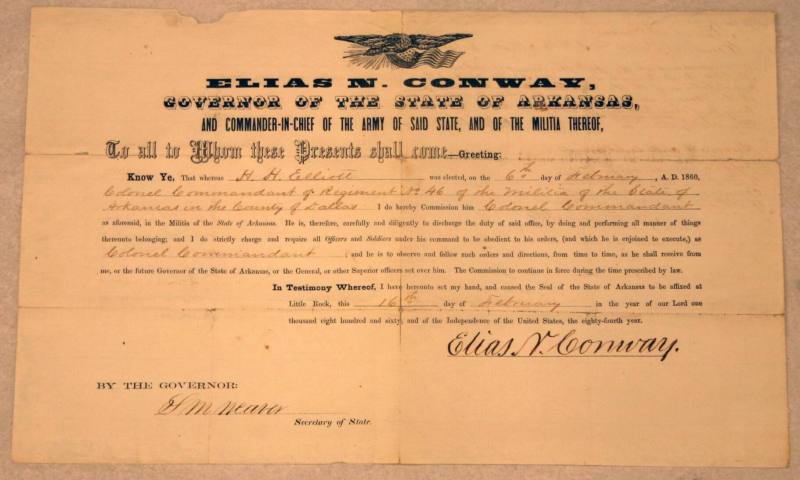 ELIAS N. CONWAY,
GOVERNOR OF THE STATE OF ARKANSAS,
AND COMMANDER-IN-CHIEF OF THE ARMY OF SAID STATE, AND OF THE MILITIA THEREOF,
To all to Whom these Presents shall come—Greeting:
Know Ye, That whereas H. H. Elliott was elected, on the 6th day of February, A. D. 1860,
Colonel Commandant of Regiment No. 46 of the Militia of the State of
Arkansas in the County of Dallas I do hereby Commission him Colonel Commandant
as aforesaid, in the Militia of the State of Arkansas. He is, therefore, carefully and diligently to discharge the duty of said office, by doing and performing all manner of things
thereunto belonging; and I do strictly charge and require all Officers and Soldiers under his command to be obedient to his orders, (and which he is enjoined to execute,) as
Colonel Commandant and he is to observe and follow such orders and directions, from time to time, as he shall receive from
me, or the future Governor of the State of Arkansas, or the General, or other Superior officers set over him. The Commission to continue in force during the time prescribed by law.
In Testimony Whereof, I have hereunto set my hand, and caused the Seal of the State of Arkansas to be affixed at
Little Rock, this 16th day of February in the year of our Lord one
thousand eight hundred and sixty, and of the Independence of the United States, the eighty-fourth year.
Elias N. Conway.
BY THE GOVERNOR:
S M Weaver
Secretary of State.